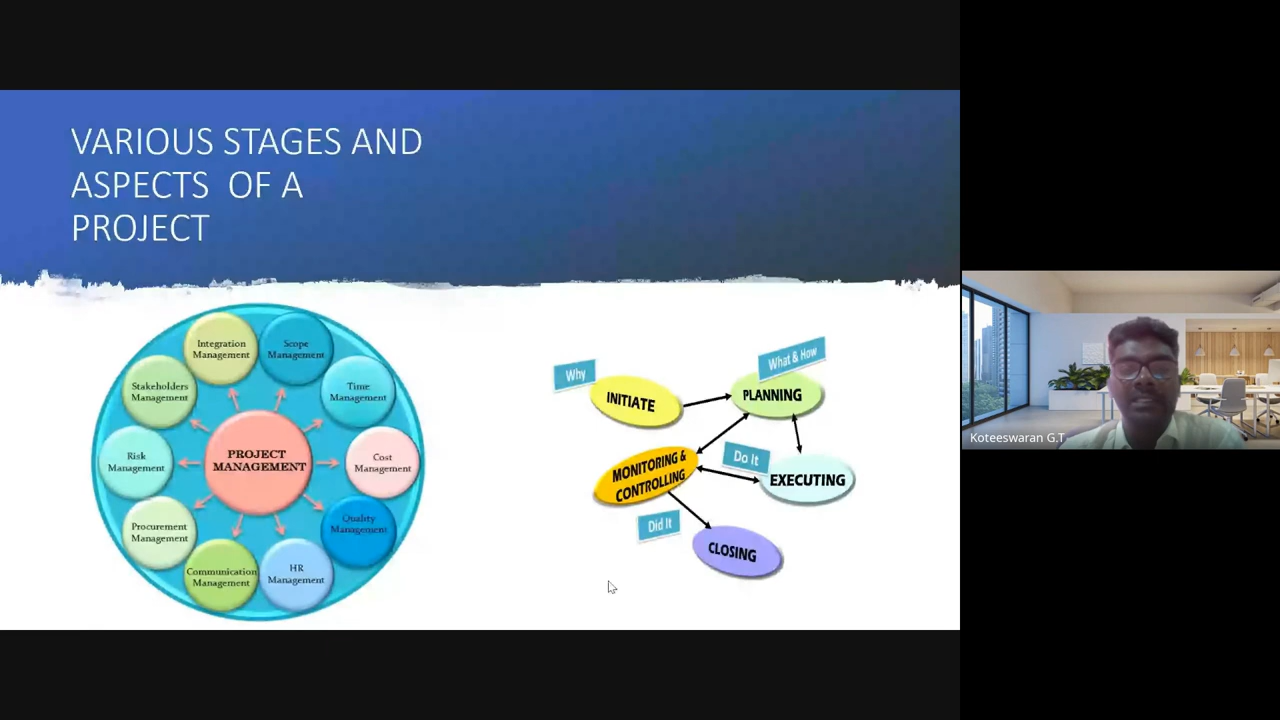 VARIOUS STAGES AND
ASPECTS OF A
PROJECT
Integration
Management
Scope
Management
Time
Management
Cost
Management
Quality
Management
HR
Management
Communication
Management
Procurement
Management
Risk
Management
Stakeholders
Management
PROJECT
MANAGEMENT
Why
INITIATE
What & How
PLANNING
Do It
EXECUTING
MONITORING &
CONTROLLING
Did It
CLOSING
Koteeswaran G.T